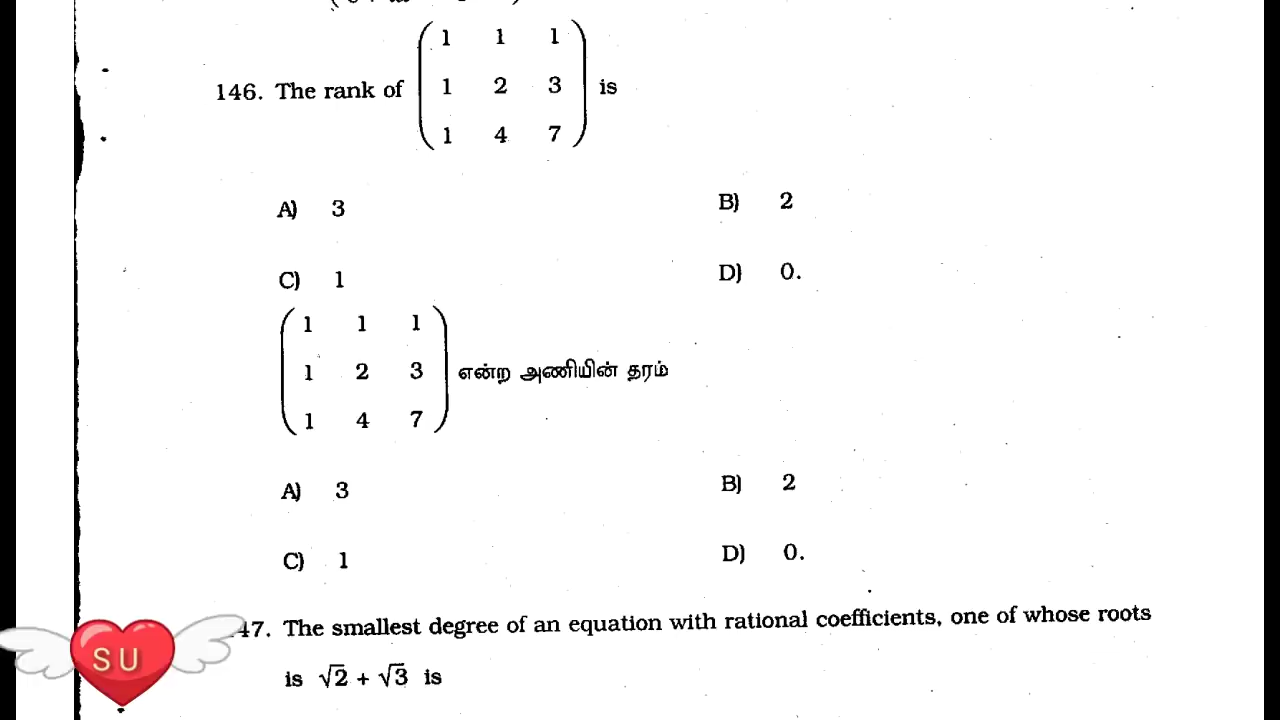 146. The rank of ( 1 1 1
1 2 3
1 4 7 ) is
A) 3 B) 2
C) 1 D) 0.
( 1 1 1
1 2 3
1 4 7 ) என்ற அணியின் தரம்
A) 3 B) 2
C) 1 D) 0.
47. The smallest degree of an equation with rational coefficients, one of whose roots
is √2 + √3 is
SU